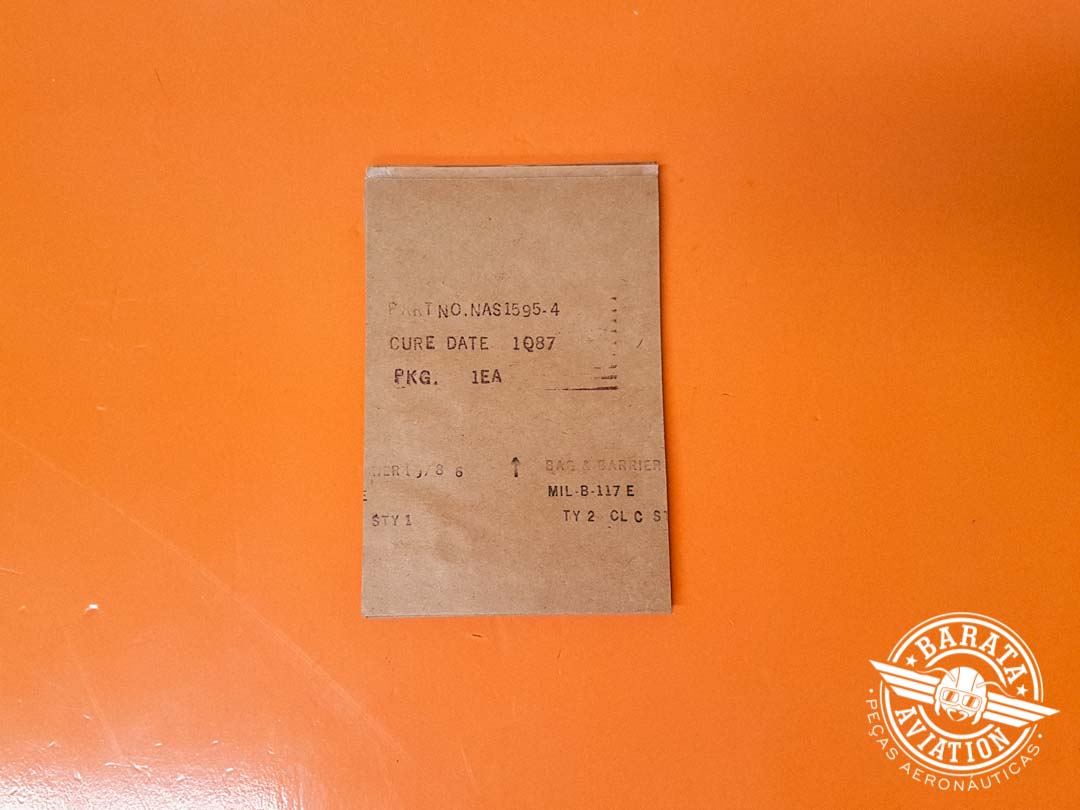 PART NO. NAS1595-4
CURE DATE 1Q87
PKG. 1EA
↑ BAG & BARRIER
MIL-B-117 E
STY 1 TY 2 CL C ST
BARATA
AVIATION
• PEÇAS AERONÁUTICAS •